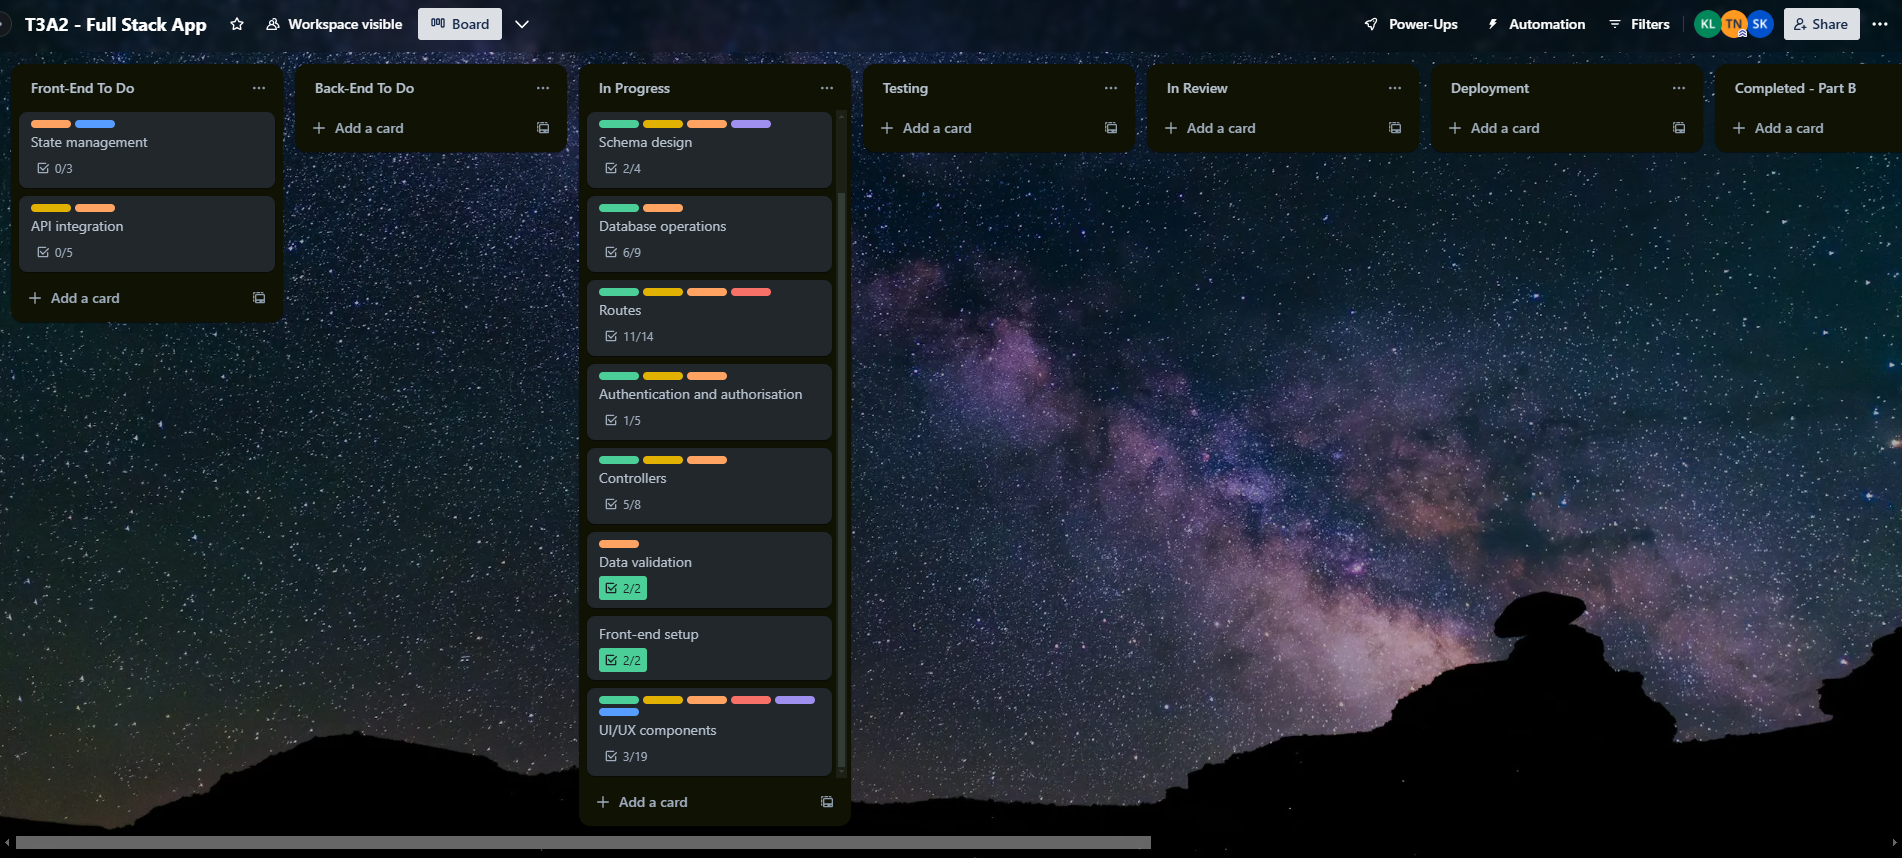 T3A2 - Full Stack App
Workspace visible
Board
Power-Ups
Automation
Filters
KL
TN
SK
Share
Front-End To Do
State management
0/3
API integration
0/5
Add a card
Back-End To Do
Add a card
In Progress
Schema design
2/4
Database operations
6/9
Routes
11/14
Authentication and authorisation
1/5
Controllers
5/8
Data validation
2/2
Front-end setup
2/2
UI/UX components
3/19
Add a card
Testing
Add a card
In Review
Add a card
Deployment
Add a card
Completed - Part B
Add a card